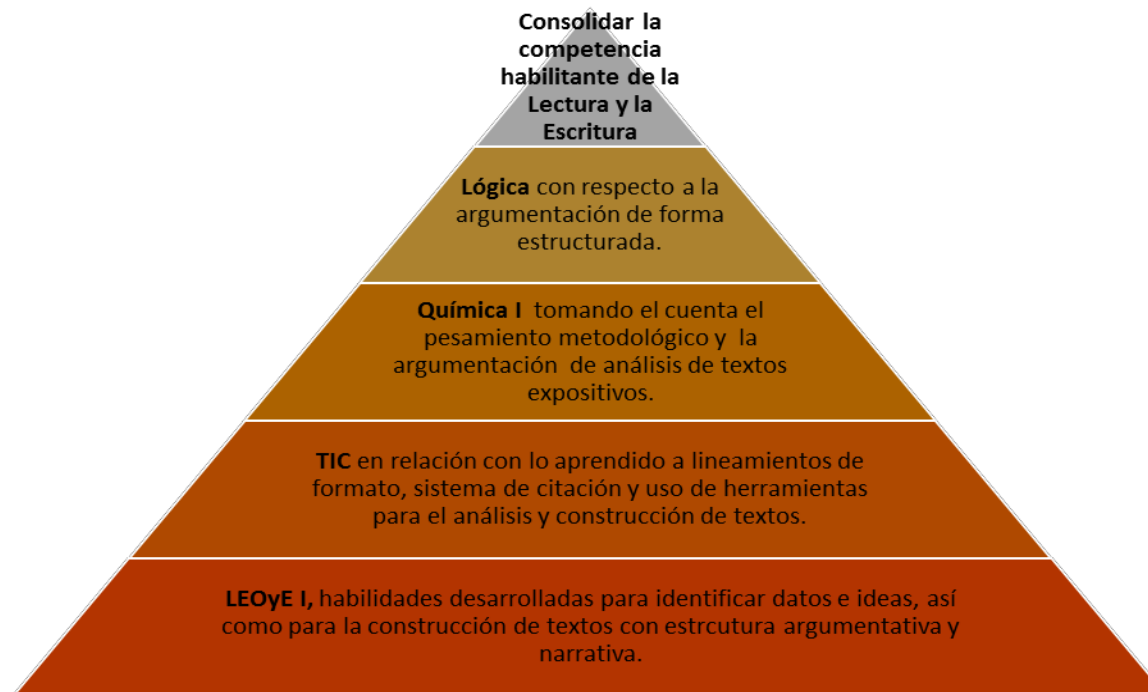 Consolidar la
competencia
habilitante de la
Lectura y la
Escritura
Lógica con respecto a la
argumentación de forma
estructurada.
Química I tomando el cuenta el
pesamiento metodológico y la
argumentación de análisis de textos
expositivos.
TIC en relación con lo aprendido a lineamientos de
formato, sistema de citación y uso de herramientas
para el análisis y construcción de textos.
LEOyE I, habilidades desarrolladas para identificar datos e ideas, así
como para la construcción de textos con estrcutura argumentativa y
narrativa.